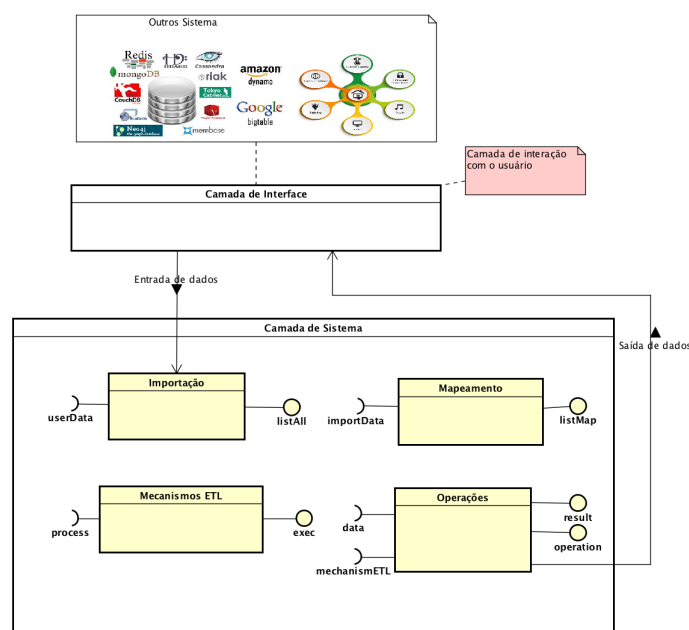 Outros Sistema
Redis
Cassandra
mongoDB
riak
amazon
dynamo
CouchDB
Tokyo
Google
bigtable
Neo4j
membase
Camada de interação
com o usuário
Camada de Interface
Entrada de dados
Camada de Sistema
Saída de dados
Importação
userData
listAll
Mapeamento
importData
listMap
Mecanismos ETL
process
exec
Operações
data
mechanismETL
result
operation